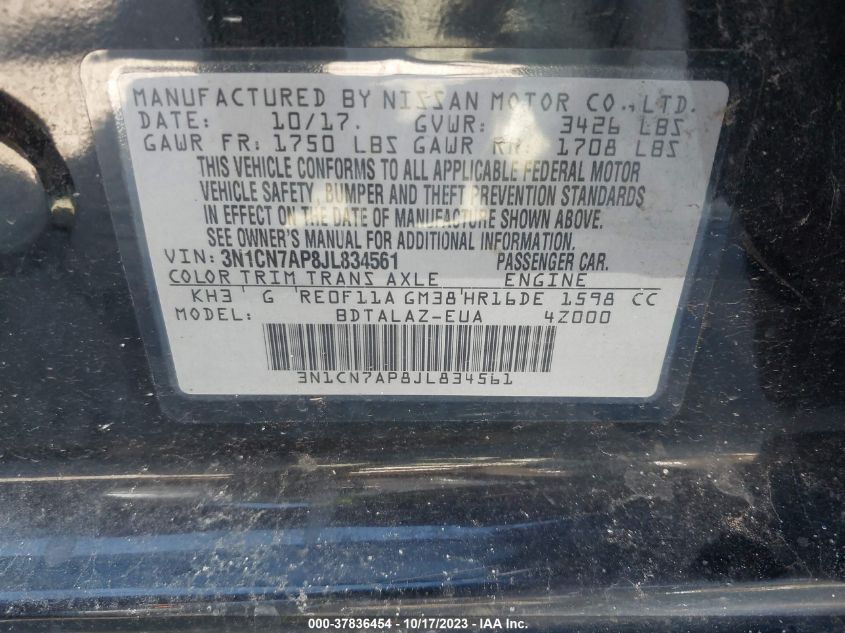 MANUFACTURED BY NISSAN MOTOR CO., LTD.
DATE: 10/17. GVWR: 3426 LBS
GAWR FR: 1750 LBS GAWR RR: 1708 LBS
THIS VEHICLE CONFORMS TO ALL APPLICABLE FEDERAL MOTOR
VEHICLE SAFETY, BUMPER AND THEFT PREVENTION STANDARDS
IN EFFECT ON THE DATE OF MANUFACTURE SHOWN ABOVE.
SEE OWNER'S MANUAL FOR ADDITIONAL INFORMATION
VIN: 3N1CN7AP8JL834561 PASSENGER CAR.
COLOR TRIM TRANS AXLE ENGINE
KH3 G RE0F11A GM38 HR16DE 1598 CC
MODEL: BDTALAZ-EUA 4Z000
3N1CN7AP8JL834561
000-37836454 - 10/17/2023 - © IAA Holdings, LLC